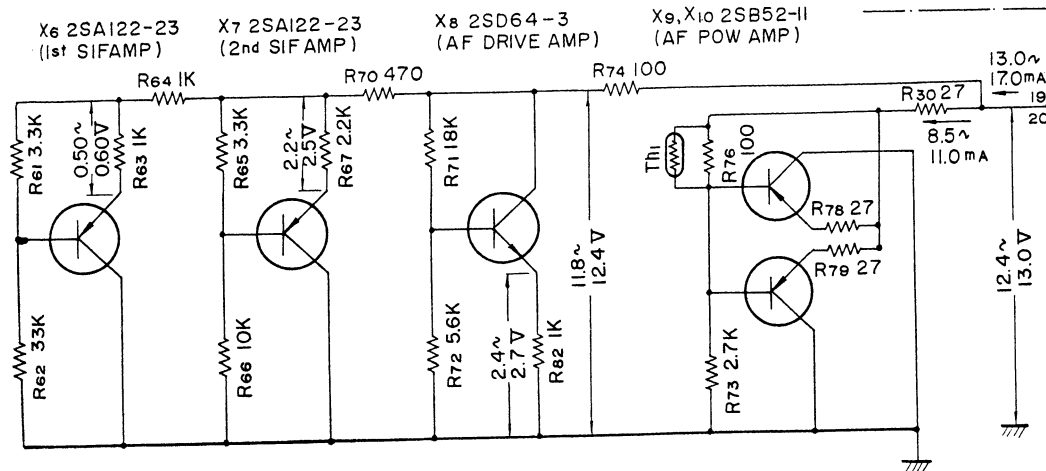 X6 2SA122-23
(1st SIFAMP)
X7 2SA122-23
(2nd SIF AMP)
X8 2SD64-3
(AF DRIVE AMP)
X9, X10 2SB52-11
(AF POW AMP)
R64 1K
R70 470
R74 100
13.0~
17.0mA
R30 27
19
20
8.5~
11.0mA
R61 3.3K
0.50~
0.60V
R63 1K
R65 3.3K
2.2~
2.5V
R67 2.2K
R71 18K
Th1
R76 100
R78 27
R79 27
11.8~
12.4V
12.4~
13.0V
R62 33K
R66 10K
R72 5.6K
2.4~
2.7V
R82 1K
R73 2.7K